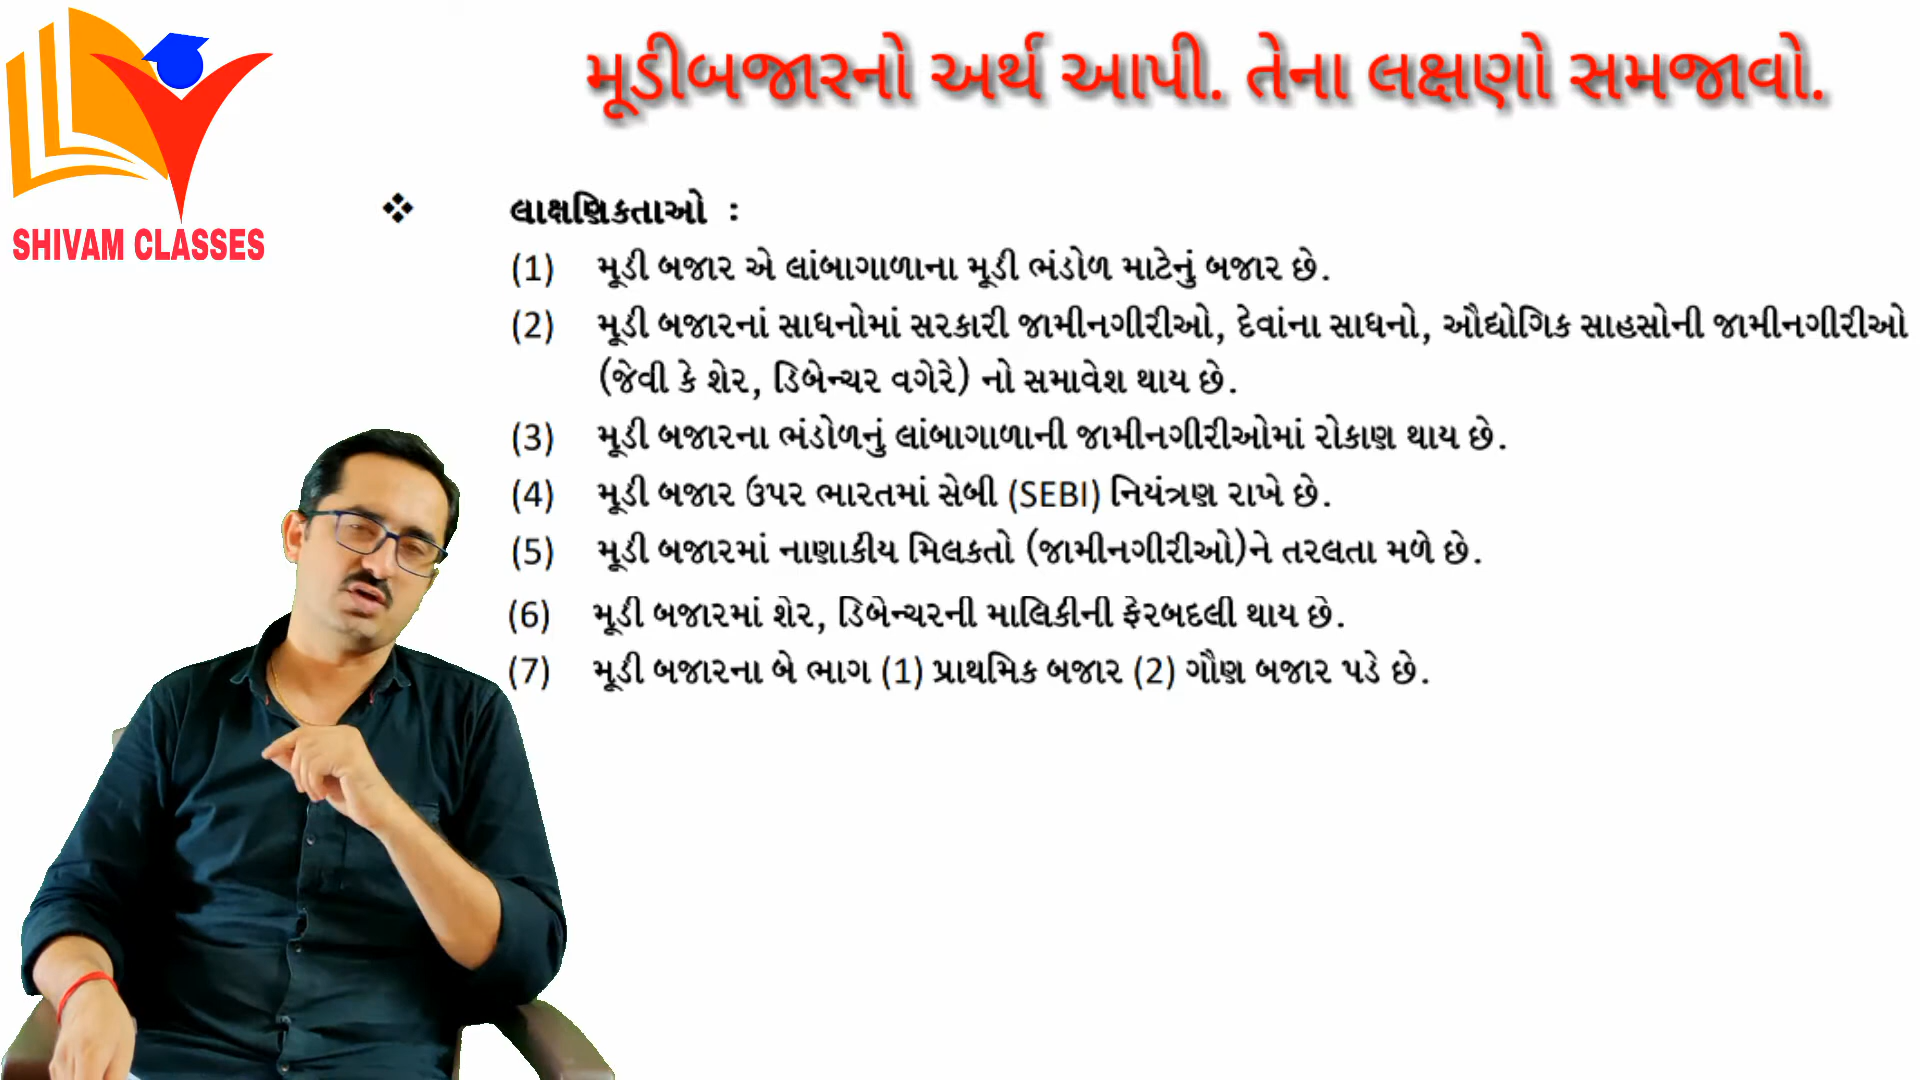 મૂડીબજારનો અર્થ આપી. તેના લક્ષણો સમજાવો.
SHIVAM CLASSES
❖ લાક્ષણિકતાઓ :
(1) મૂડી બજાર એ લાંબાગાળાના મૂડી ભંડોળ માટેનું બજાર છે.
(2) મૂડી બજારનાં સાધનોમાં સરકારી જામીનગીરીઓ, દેવાંના સાધનો, ઔદ્યોગિક સાહસોની જામીનગીરીઓ
(જેવી કે શેર, ડિબેન્ચર વગેરે) નો સમાવેશ થાય છે.
(3) મૂડી બજારના ભંડોળનું લાંબાગાળાની જામીનગીરીઓમાં રોકાણ થાય છે.
(4) મૂડી બજાર ઉપર ભારતમાં સેબી (SEBI) નિયંત્રણ રાખે છે.
(5) મૂડી બજારમાં નાણાકીય મિલકતો (જામીનગીરીઓ)ને તરલતા મળે છે.
(6) મૂડી બજારમાં શેર, ડિબેન્ચરની માલિકીની ફેરબદલી થાય છે.
(7) મૂડી બજારના બે ભાગ (1) પ્રાથમિક બજાર (2) ગૌણ બજાર પડે છે.